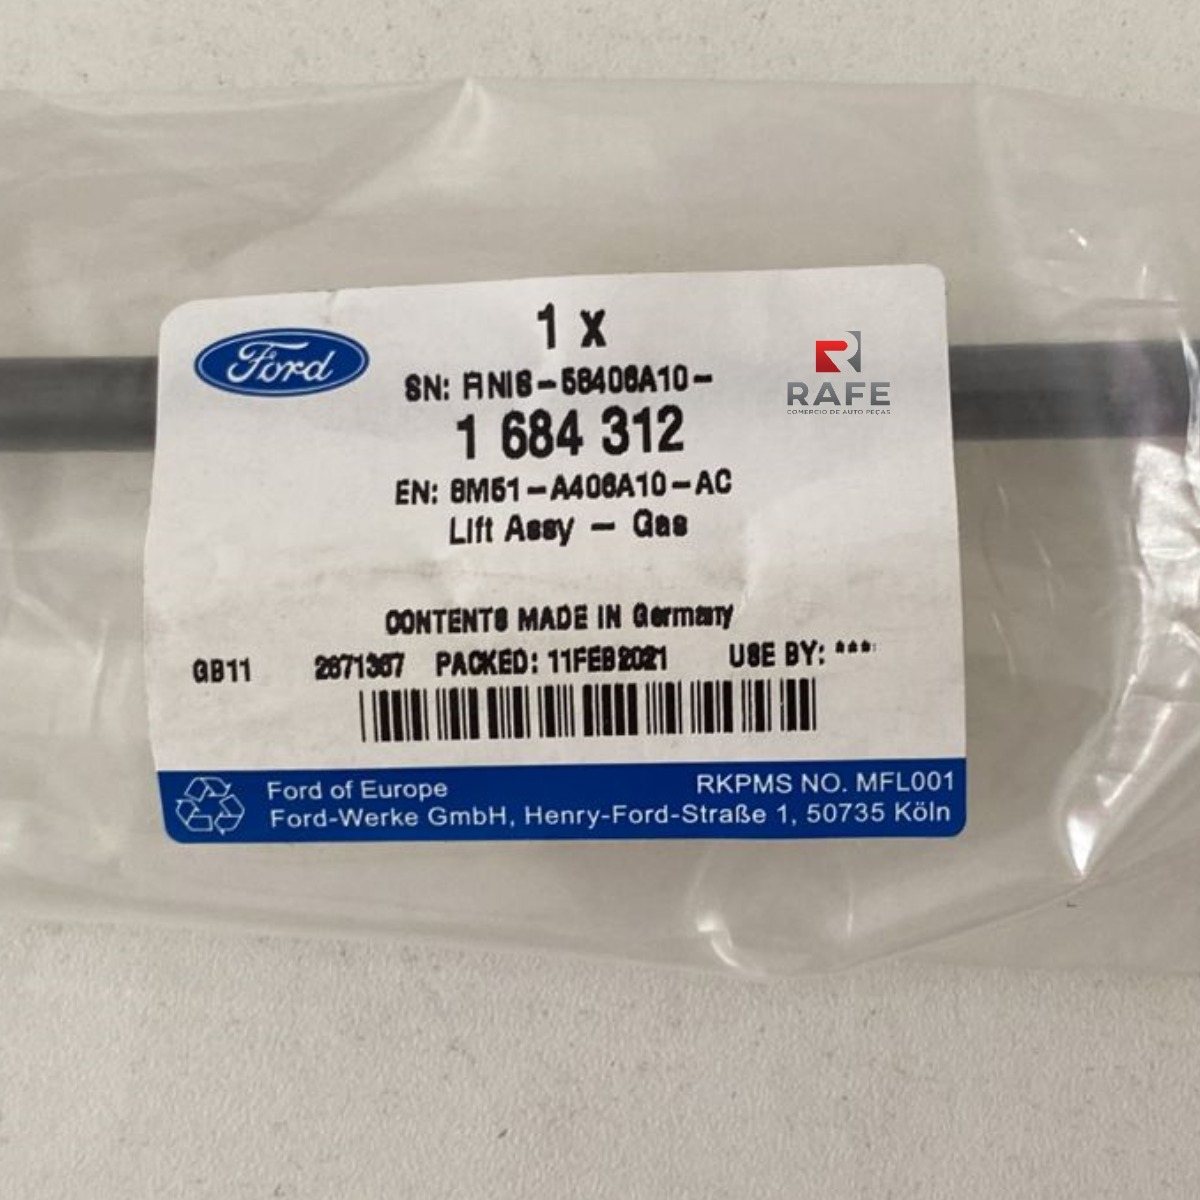 1 x
Ford
SN: FINIS-58406A10-
1 684 312
EN: 8M51-A406A10-AC
Lift Assy - Gas
RAFE
COMERCIO DE AUTO PEÇAS
CONTENTS MADE IN Germany
GB11 2871367 PACKED: 11FEB2021 USE BY: ***
Ford of Europe RKPMS NO. MFL001
Ford-Werke GmbH, Henry-Ford-Straße 1, 50735 Köln